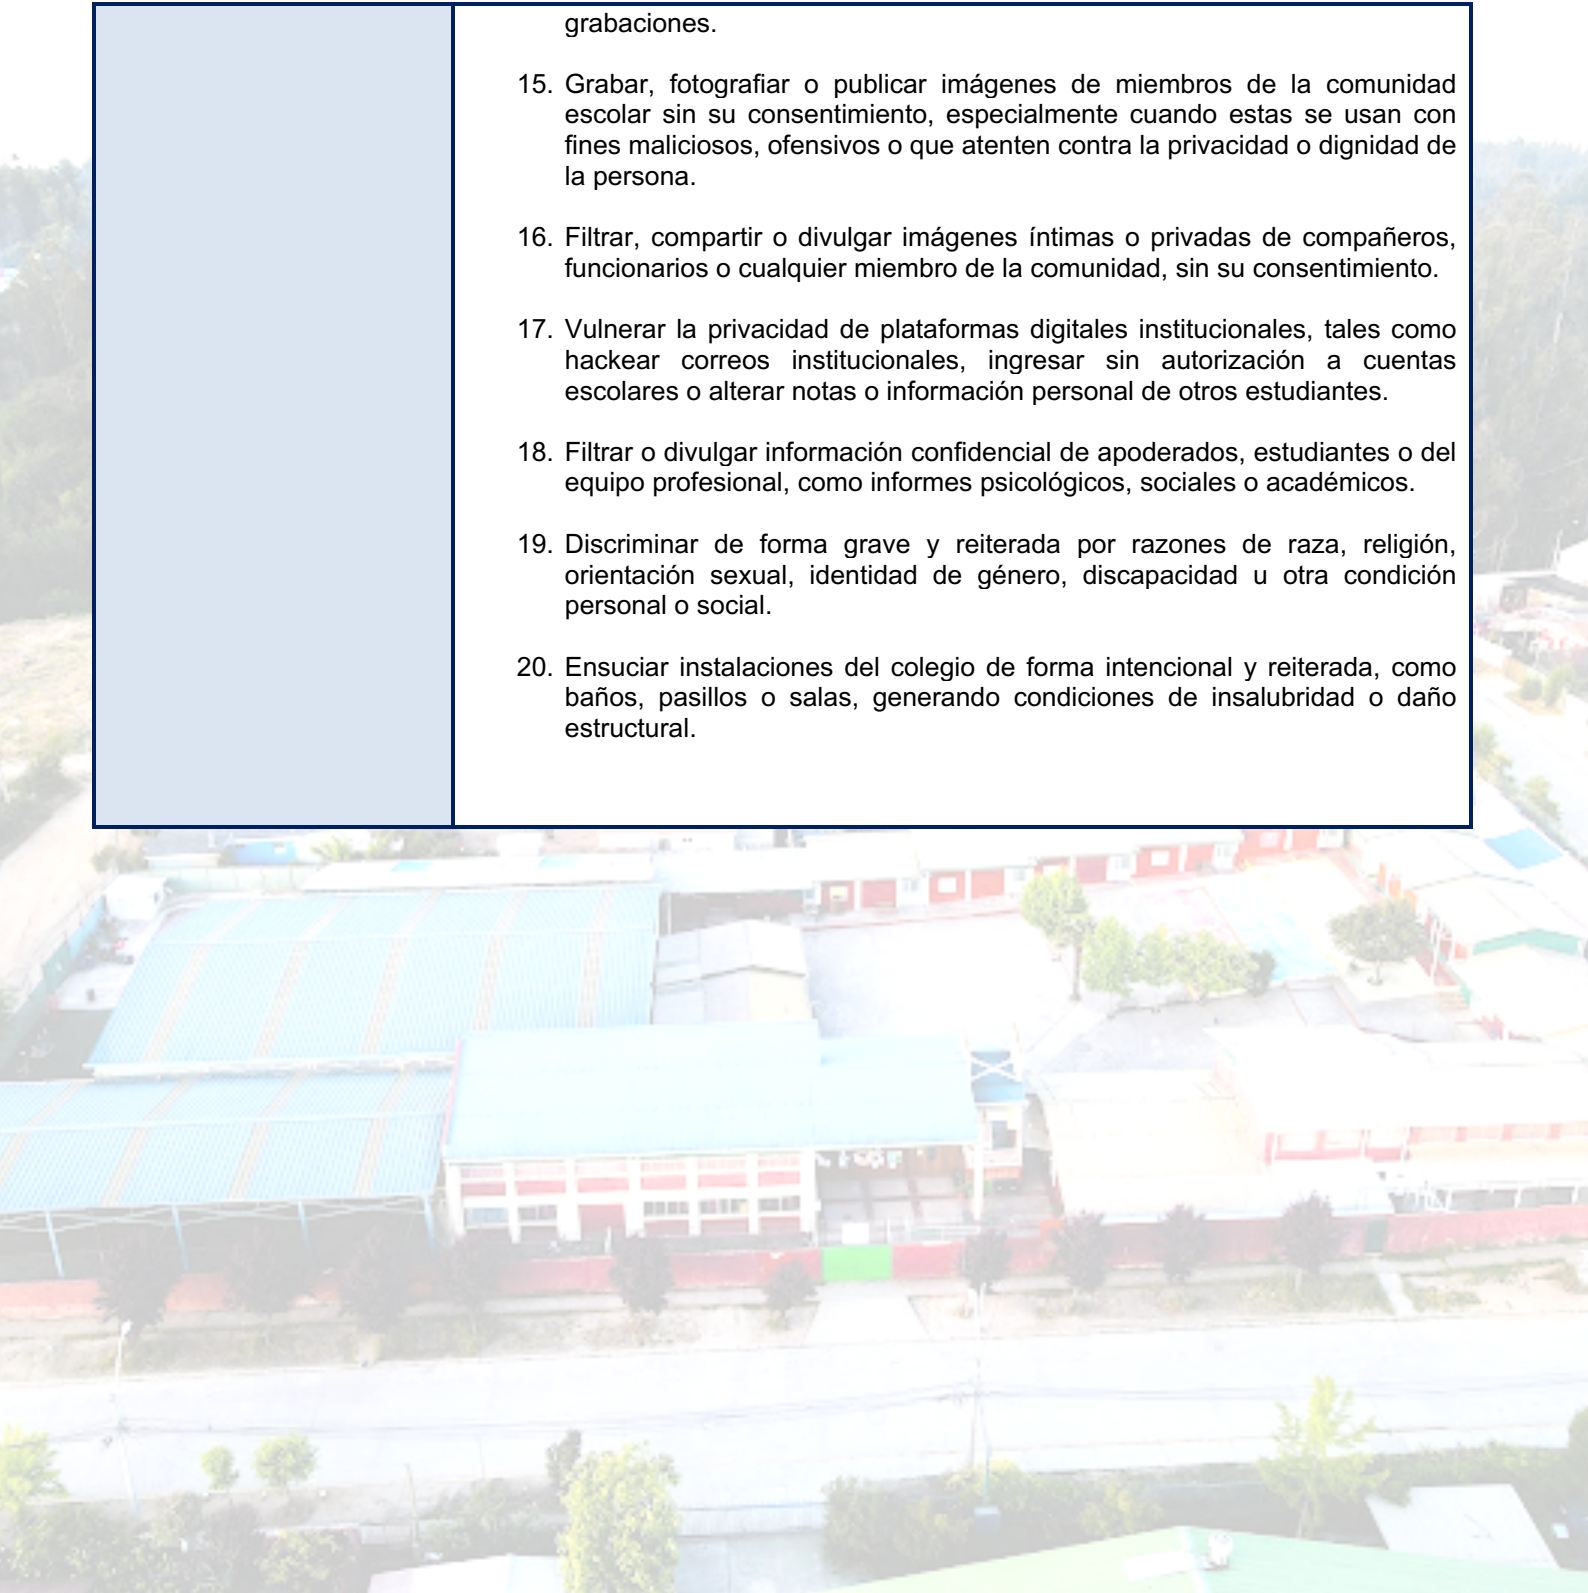 grabaciones.
15. Grabar, fotografiar o publicar imágenes de miembros de la comunidad
escolar sin su consentimiento, especialmente cuando estas se usan con
fines maliciosos, ofensivos o que atenten contra la privacidad o dignidad de
la persona.
16. Filtrar, compartir o divulgar imágenes íntimas o privadas de compañeros,
funcionarios o cualquier miembro de la comunidad, sin su consentimiento.
17. Vulnerar la privacidad de plataformas digitales institucionales, tales como
hackear correos institucionales, ingresar sin autorización a cuentas
escolares o alterar notas o información personal de otros estudiantes.
18. Filtrar o divulgar información confidencial de apoderados, estudiantes o del
equipo profesional, como informes psicológicos, sociales o académicos.
19. Discriminar de forma grave y reiterada por razones de raza, religión,
orientación sexual, identidad de género, discapacidad u otra condición
personal o social.
20. Ensuciar instalaciones del colegio de forma intencional y reiterada, como
baños, pasillos o salas, generando condiciones de insalubridad o daño
estructural.